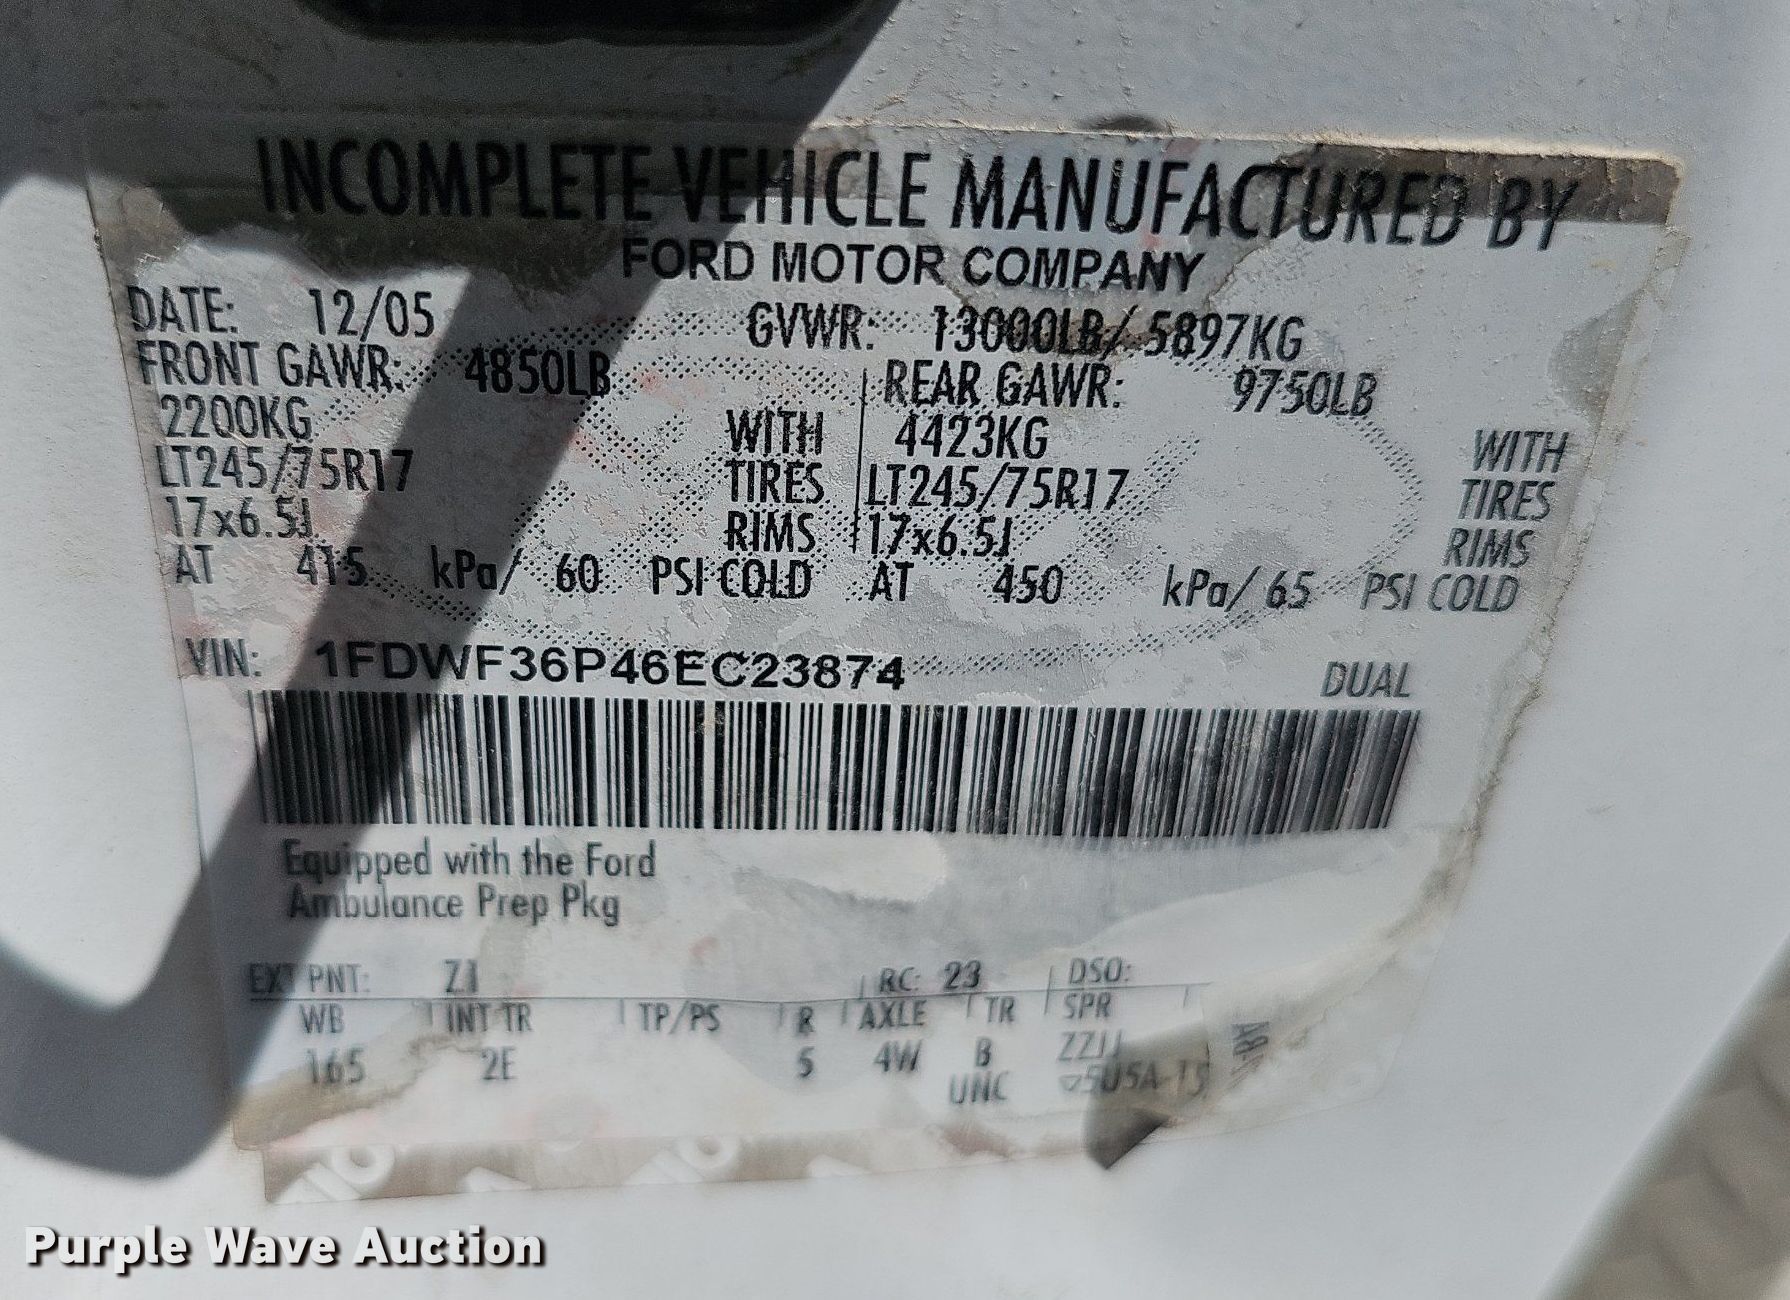 INCOMPLETE VEHICLE MANUFACTURED BY
FORD MOTOR COMPANY
DATE: 12/05 GVWR: 13000LB/ 5897KG
FRONT GAWR: 4850LB REAR GAWR: 9750LB
2200KG WITH 4423KG WITH
LT245/75R17 TIRES LT245/75R17 TIRES
17x6.5J RIMS 17x6.5J RIMS
AT 415 kPa/ 60 PSI COLD AT 450 kPa/ 65 PSI COLD
VIN: 1FDWF36P46EC23874 DUAL
Equipped with the Ford
Ambulance Prep Pkg
EXT PNT: Z1 RC: 23 DSO:
WB INT TR TP/PS R AXLE TR SPR
165 2E 5 4W B
UNC
Purple Wave Auction